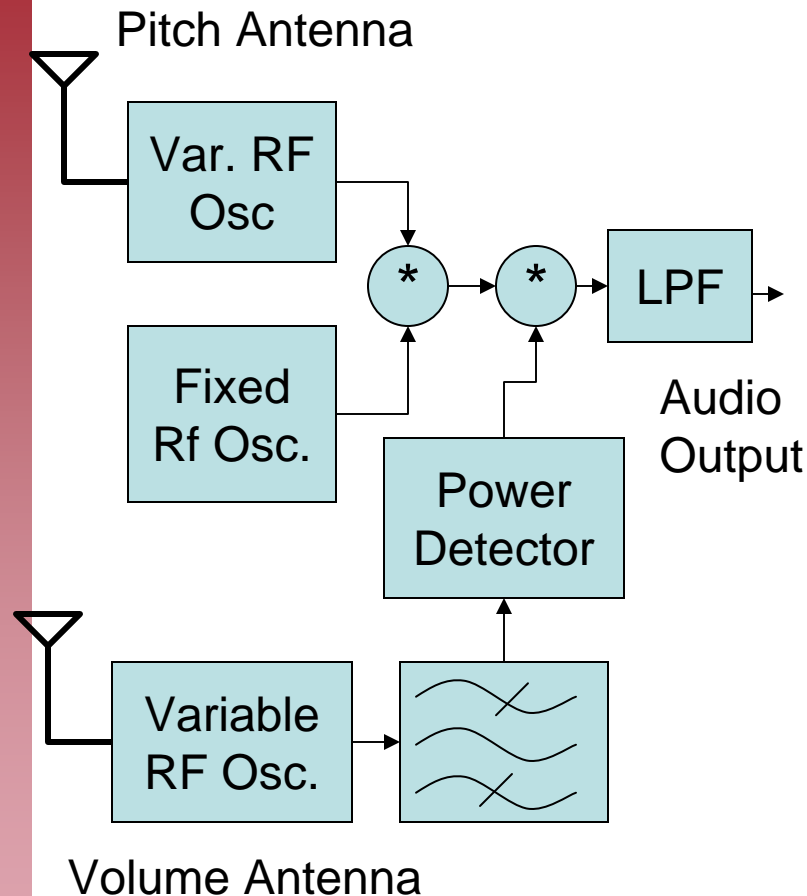 Pitch Antenna
Var. RF
Osc
*
*
LPF
Fixed
Rf Osc.
Audio
Output
Power
Detector
Variable
RF Osc.
Volume Antenna